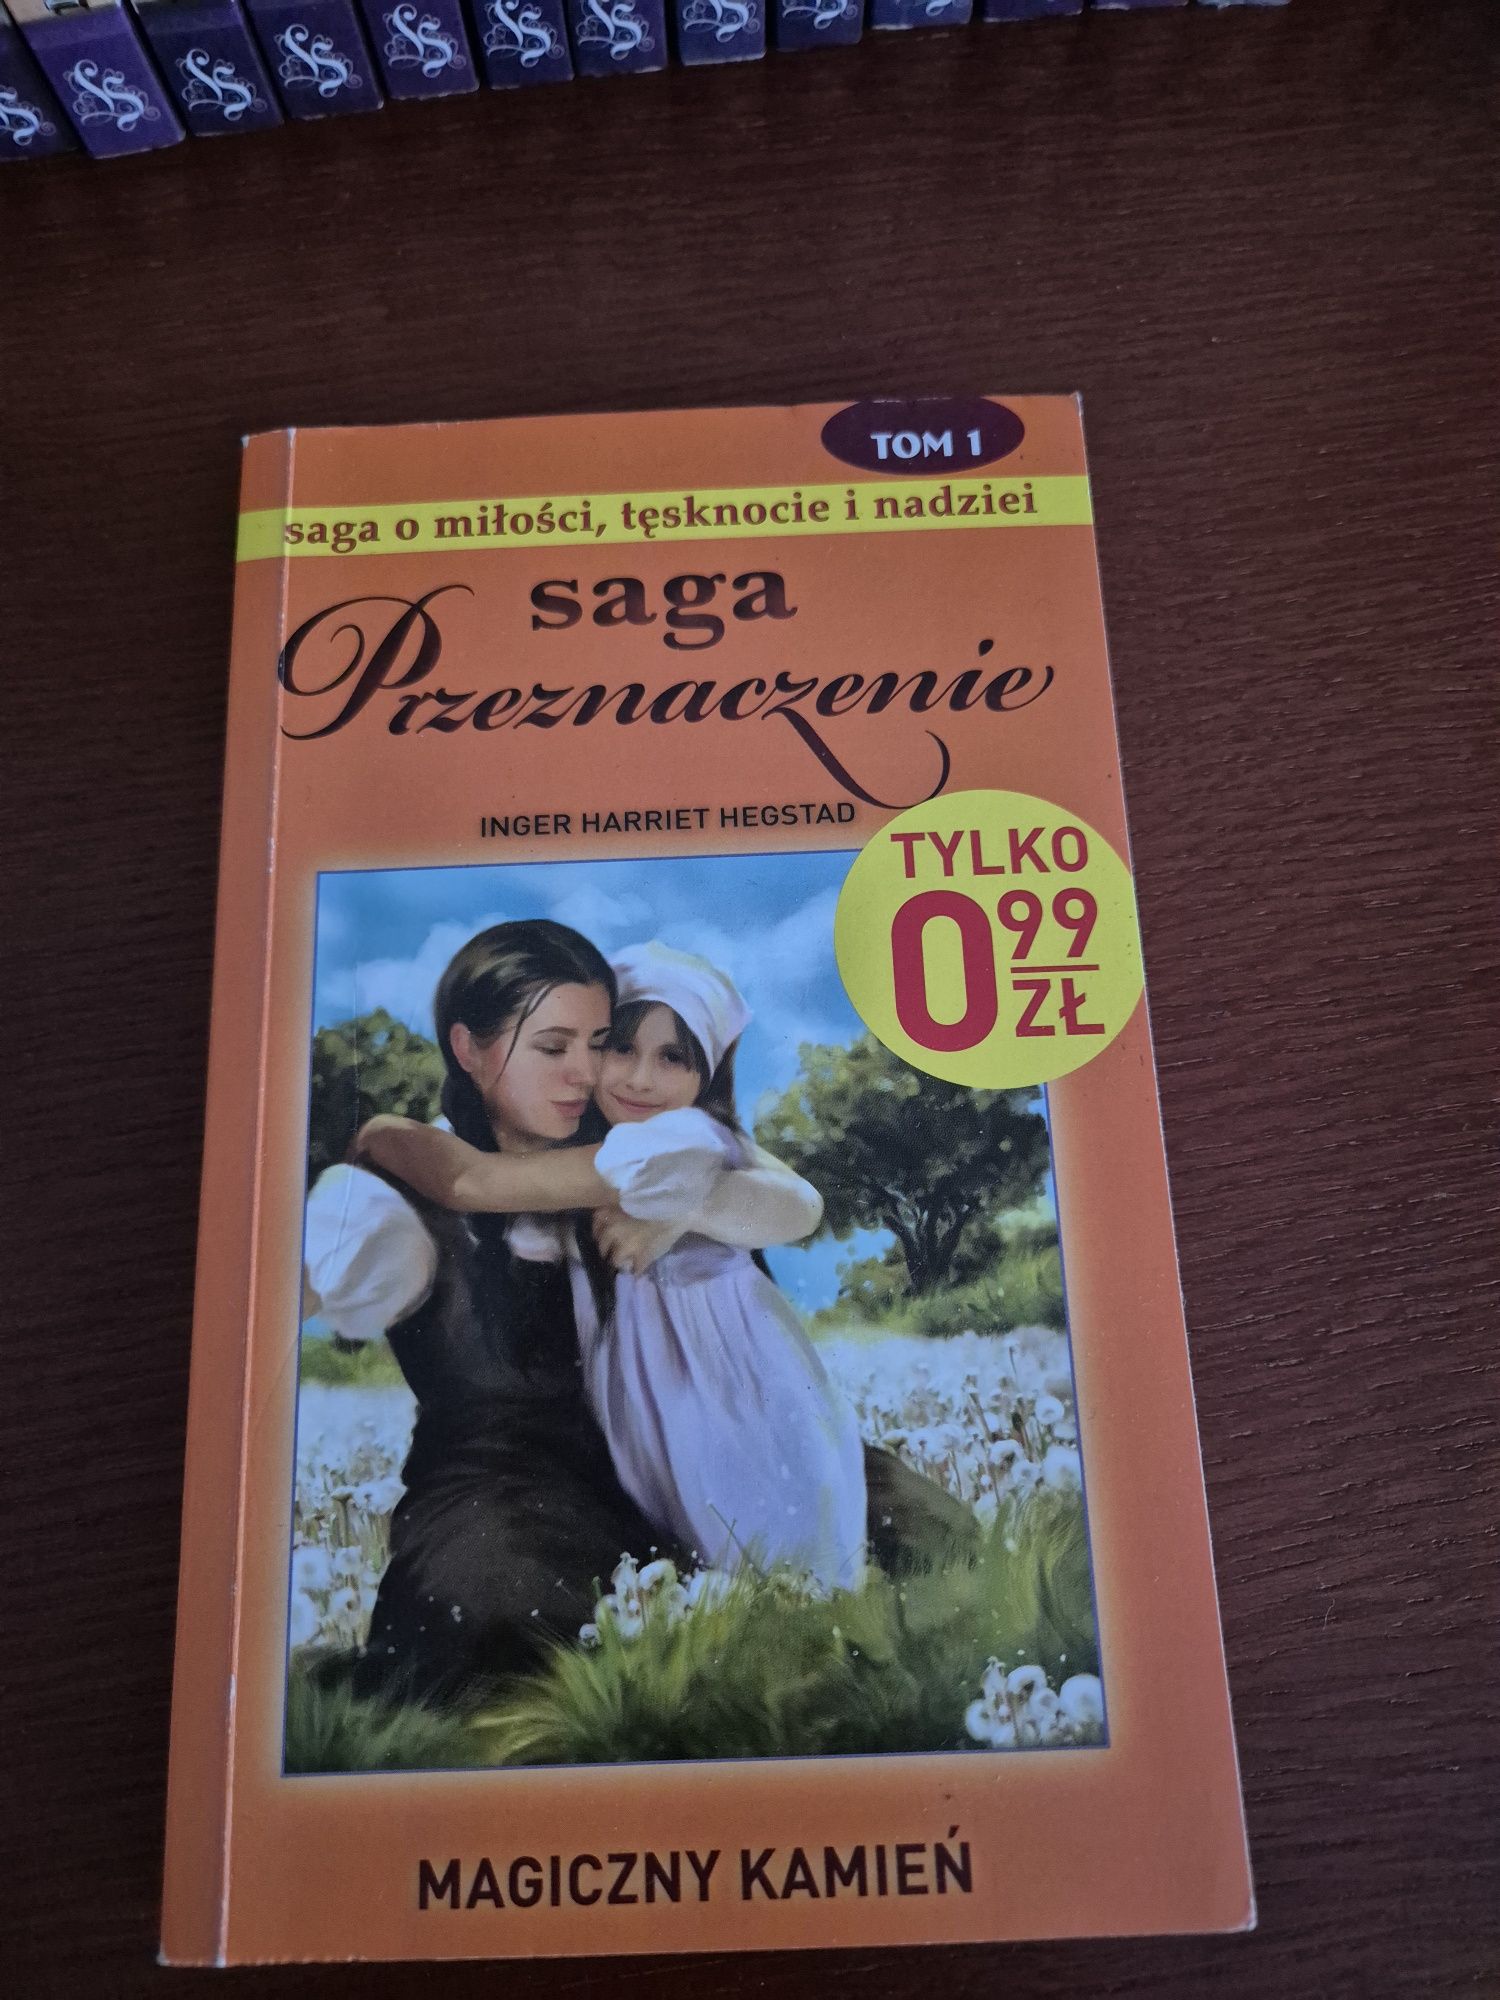 TOM 1
saga o miłości, tęsknocie i nadziei
saga
Przeznaczenie
INGER HARRIET HEGSTAD
TYLKO
0 99
ZŁ
MAGICZNY KAMIEŃ